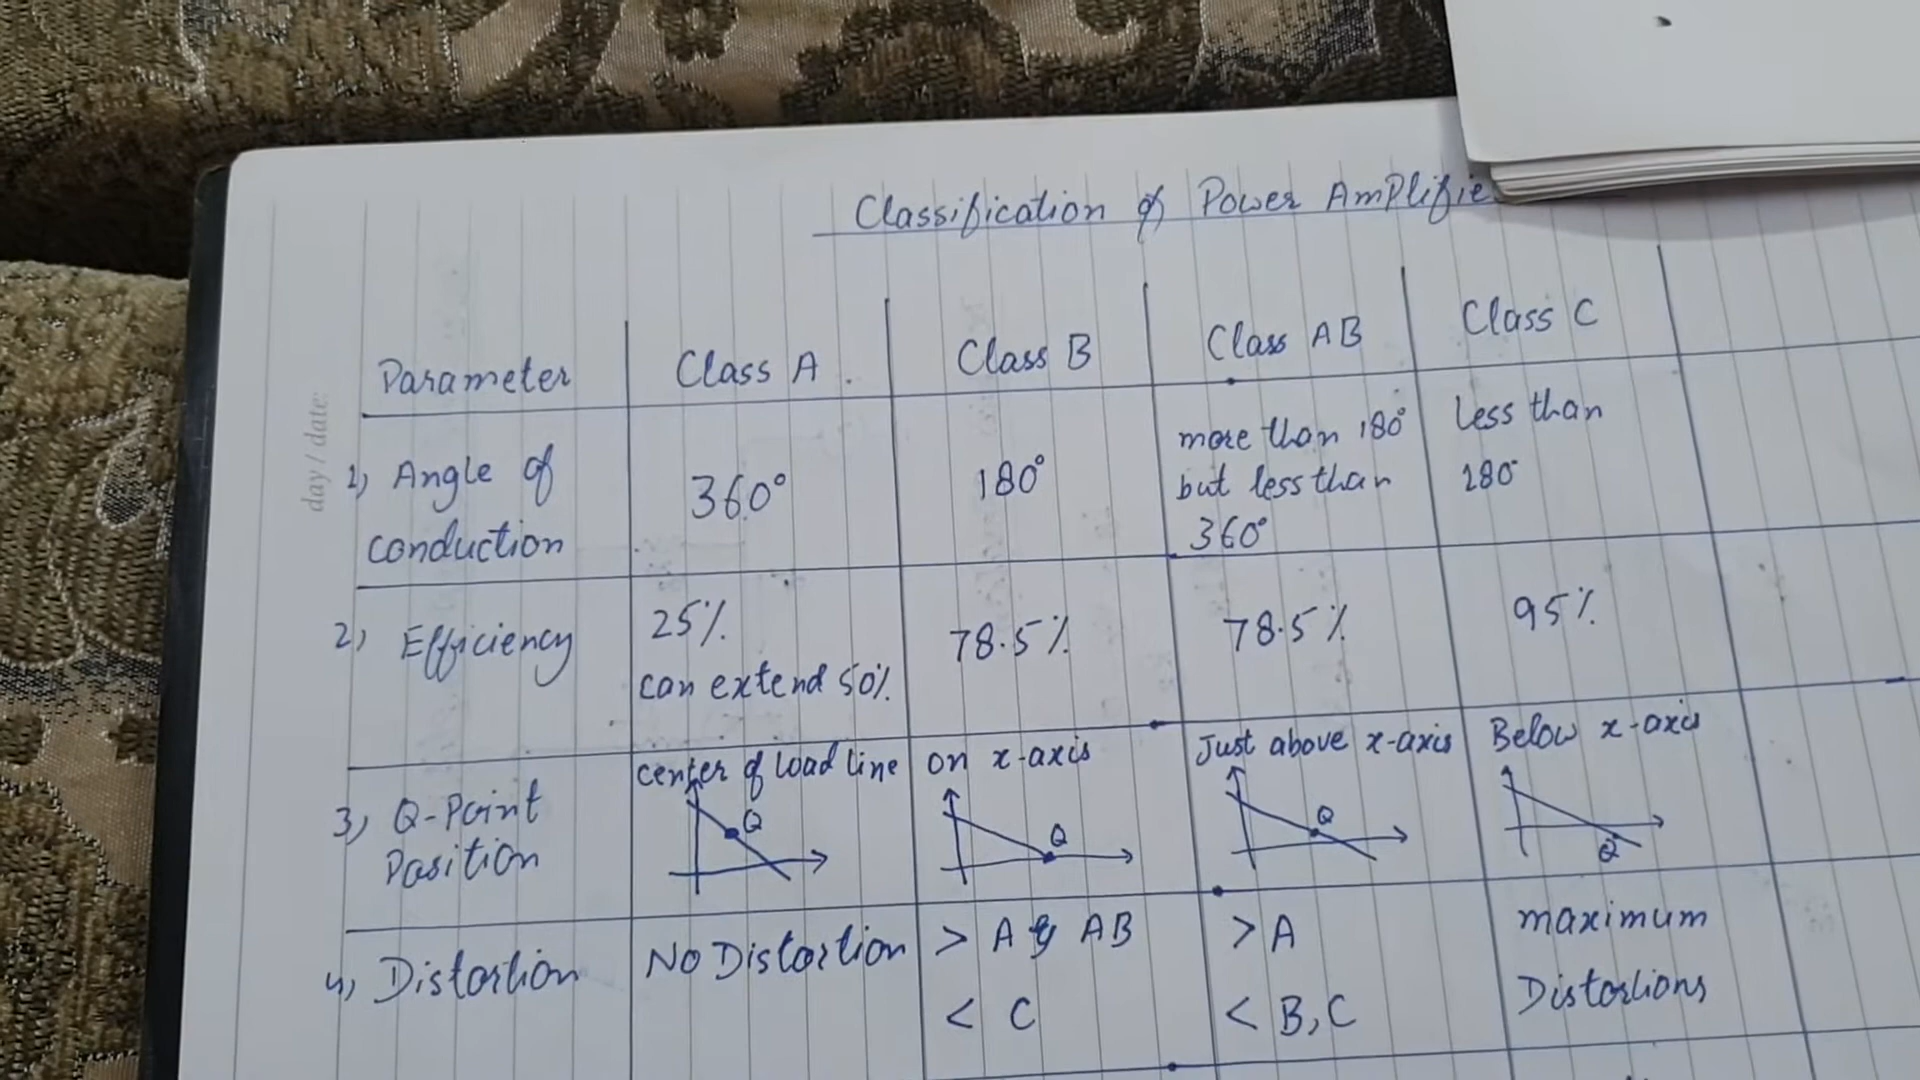 Classification of Power Amplifie
Parameter
Class A
Class B
Class AB
Class C
day / date:
1) Angle of
conduction
360°
180°
more than 180°
but less than
360°
less than
180°
2) Efficiency
25%
can extend 50%
78.5%
78.5%
95%
3) Q-Point
Position
center of load line
Q
on x-axis
Q
Just above x-axis
Q
Below x-axis
Q
4) Distortion
No Distortion
> A & AB
< C
> A
< B, C
maximum
Distortions